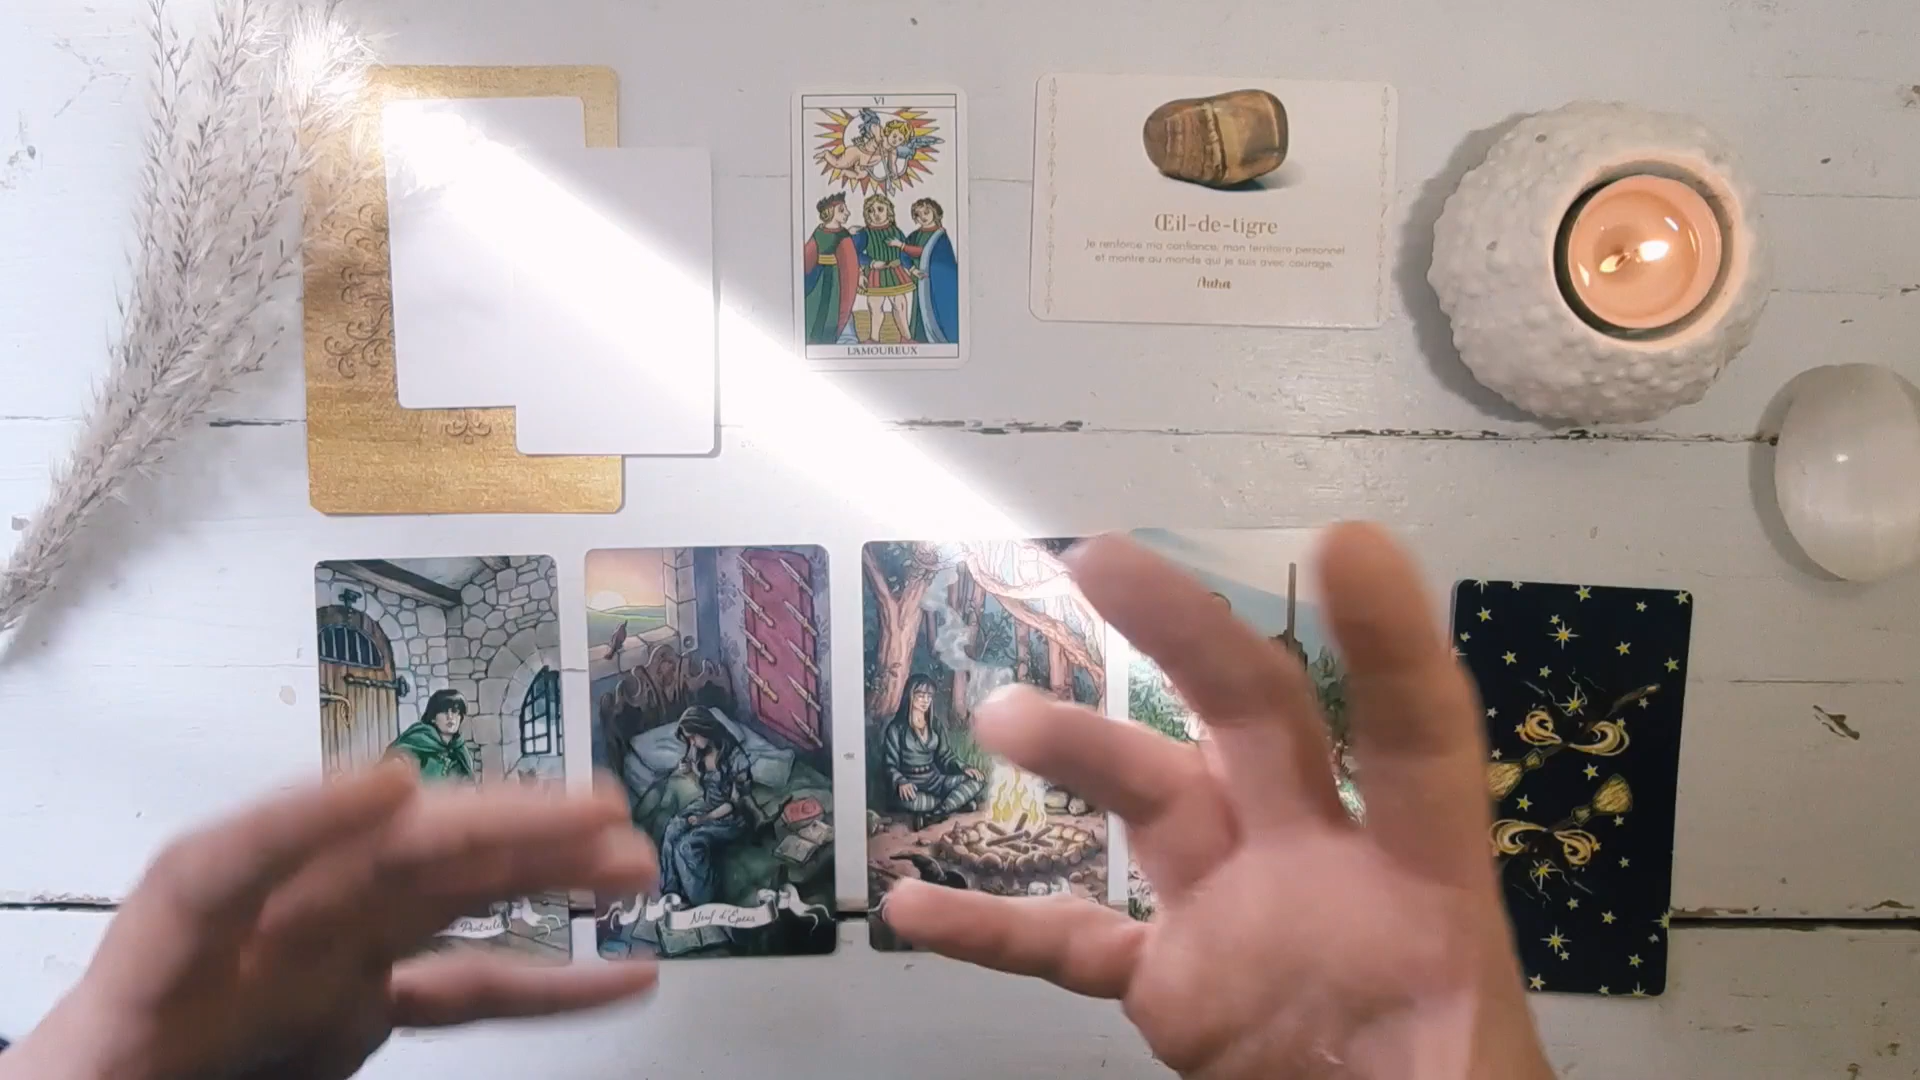 VI
L'AMOUREUX
Œil-de-tigre
Je renforce ma confiance, mon territoire personnel
et montre au monde qui je suis avec courage.
Pentacles
Neuf d'Épées